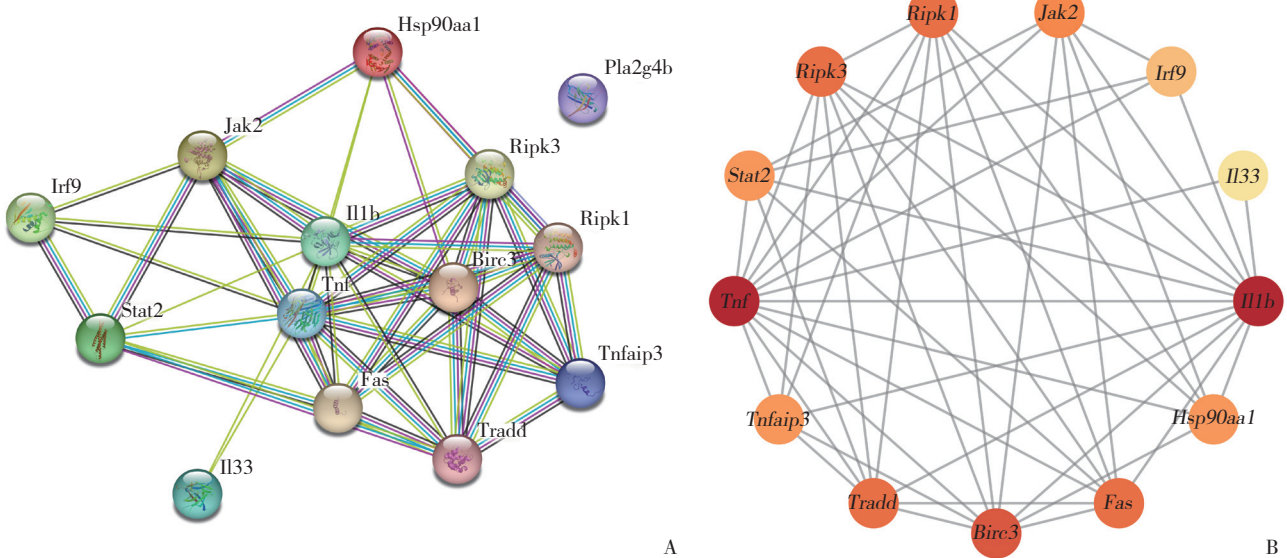 Hsp90aa1
Pla2g4b
Jak2
Ripk3
Irf9
Il1b
Ripk1
Birc3
Tnf
Stat2
Tnfaip3
Fas
Tradd
Il33
A
Ripk1
Jak2
Ripk3
Irf9
Stat2
Il33
Tnf
Il1b
Tnfaip3
Hsp90aa1
Tradd
Fas
Birc3
B